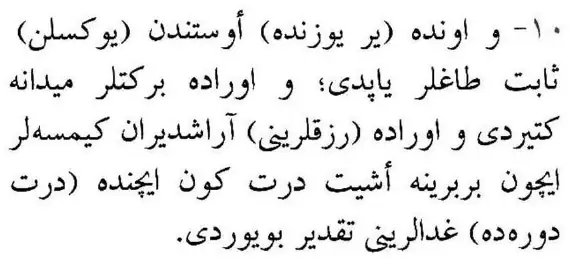 ١٠- و اونده (یر یوزنده) أوستندن (یوکسلن)
ثابت طاغلر یاپدی؛ و اوراده برکتلر میدانه
کتیردی و اوراده (رزقلرینی) آراشدیران کیمسه‌لر
ایچون بربرینه أشیت درت کون ایچنده (درت
دوره‌ده) غدالرینی تقدیر بویوردی.